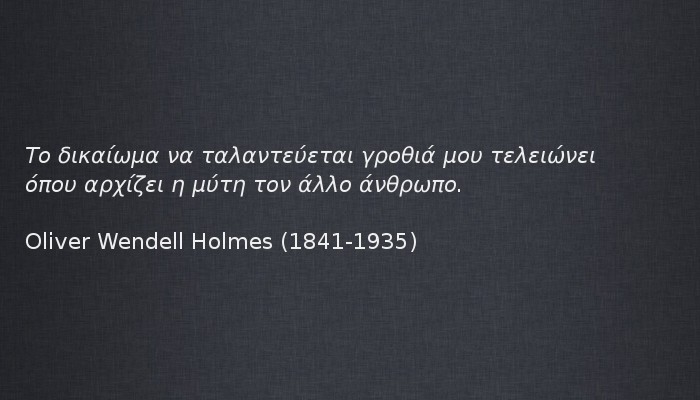 Το δικαίωμα να ταλαντεύεται γροθιά μου τελειώνει
όπου αρχίζει η μύτη τον άλλο άνθρωπο.
Oliver Wendell Holmes (1841-1935)